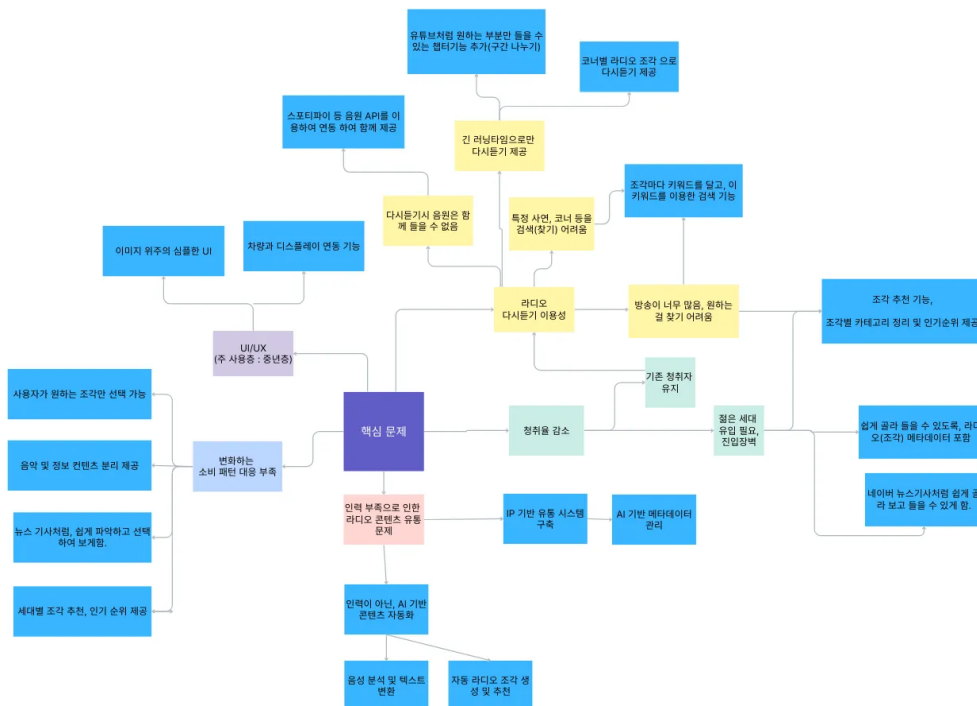 유튜브처럼 원하는 부분만 들을 수
있는 챕터기능 추가(구간 나누기)
코너별 라디오 조각 으로
다시듣기 제공
스포티파이 등 음원 API를 이
용하여 연동 하여 함께 제공
긴 러닝타임으로만
다시듣기 제공
조각마다 키워드를 달고, 이
키워드를 이용한 검색 기능
다시듣기시 음원은 함
께 들을 수 없음
특정 사연, 코너 등을
검색(찾기) 어려움
이미지 위주의 심플한 UI
차량과 디스플레이 연동 기능
라디오
다시듣기 이용성
방송이 너무 많음, 원하는
걸 찾기 어려움
조각 추천 기능,
조각별 카테고리 정리 및 인기순위 제공
UI/UX
(주 사용층 : 중년층)
기존 청취자
유지
사용자가 원하는 조각만 선택 가능
핵심 문제
청취율 감소
젊은 세대
유입 필요,
진입장벽
쉽게 골라 들을 수 있도록, 라디
오(조각) 메타데이터 포함
음악 및 정보 컨텐츠 분리 제공
변화하는
소비 패턴 대응 부족
네이버 뉴스기사처럼 쉽게 골
라 보고 들을 수 있게 함.
뉴스 기사처럼, 쉽게 파악하고 선택
하여 보게함.
인력 부족으로 인한
라디오 콘텐츠 유통
문제
IP 기반 유통 시스템
구축
AI 기반 메타데이터
관리
세대별 조각 추천, 인기 순위 제공
인력이 아닌, AI 기반
콘텐츠 자동화
음성 분석 및 텍스트
변환
자동 라디오 조각 생
성 및 추천